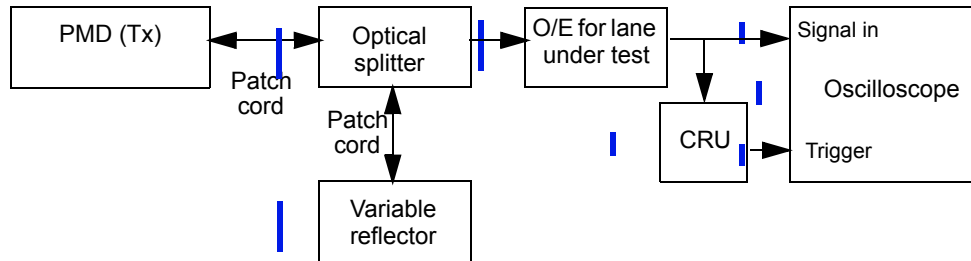 PMD (Tx)
Patch
cord
Optical
splitter
O/E for lane
under test
Signal in
Oscilloscope
Trigger
CRU
Patch
cord
Variable
reflector